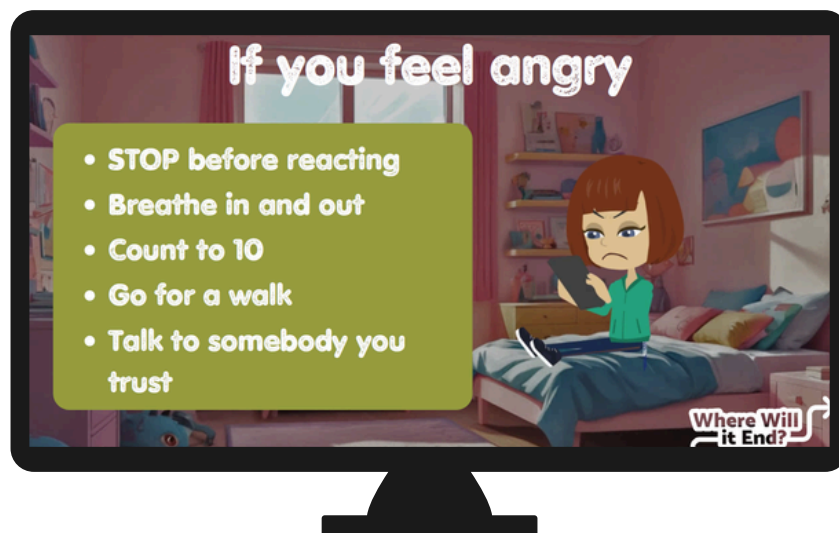 If you feel angry
• STOP before reacting
• Breathe in and out
• Count to 10
• Go for a walk
• Talk to somebody you
trust
Where Will
it End?